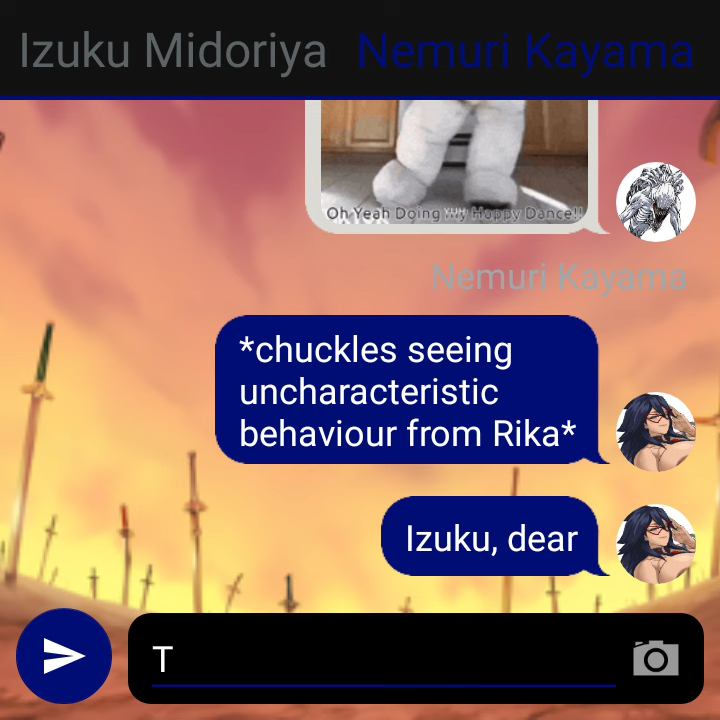 Izuku Midoriya Nemuri Kayama
Oh Yeah Doing My Happy Dance!!
Nemuri Kayama
*chuckles seeing
uncharacteristic
behaviour from Rika*
Izuku, dear
T